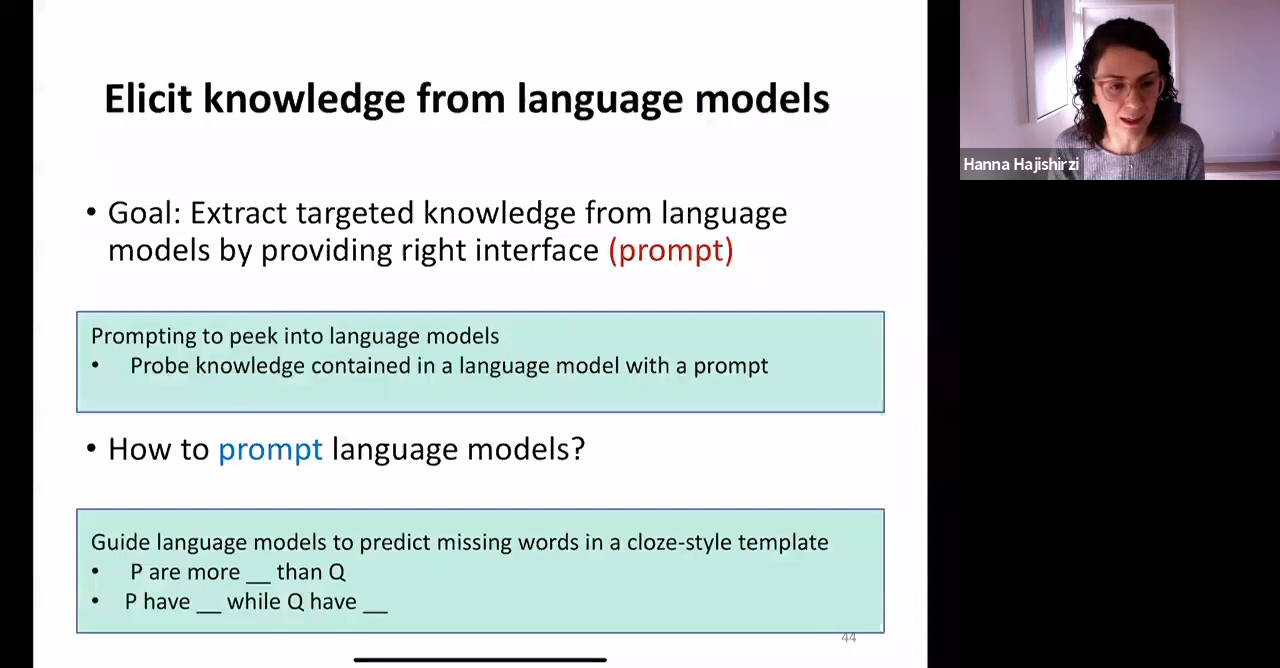 Elicit knowledge from language models
• Goal: Extract targeted knowledge from language
models by providing right interface (prompt)
Prompting to peek into language models
• Probe knowledge contained in a language model with a prompt
• How to prompt language models?
Guide language models to predict missing words in a cloze-style template
• P are more __ than Q
• P have __ while Q have __
44
Hanna Hajishirzi